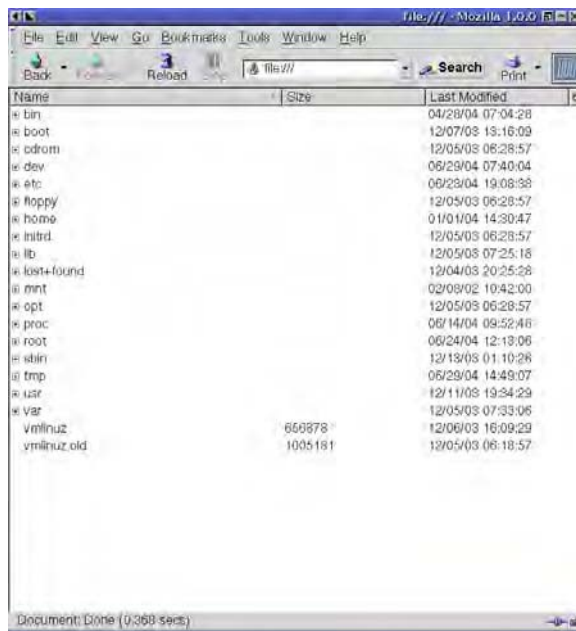 file:/// - Mozilla 1.0.0
File Edit View Go Bookmarks Tools Window Help
Back Reload Stop file:/// Search Print
Name Size Last Modified
bin 04/28/04 07:04:28
boot 12/07/03 13:16:09
cdrom 12/05/03 06:28:57
dev 06/29/04 07:40:04
etc 06/23/04 19:08:38
floppy 12/05/03 06:28:57
home 01/01/04 14:30:47
initrd 12/05/03 06:28:57
lib 12/05/03 07:25:18
lost+found 12/04/03 20:25:28
mnt 02/08/02 10:42:00
opt 12/05/03 06:28:57
proc 06/14/04 09:52:46
root 06/24/04 12:13:06
sbin 12/13/03 01:10:26
tmp 06/29/04 14:49:07
usr 12/11/03 19:34:29
var 12/05/03 07:33:06
vmlinuz 656878 12/06/03 16:09:29
vmlinuz.old 1005181 12/05/03 06:18:57
Document: Done (0.368 secs)